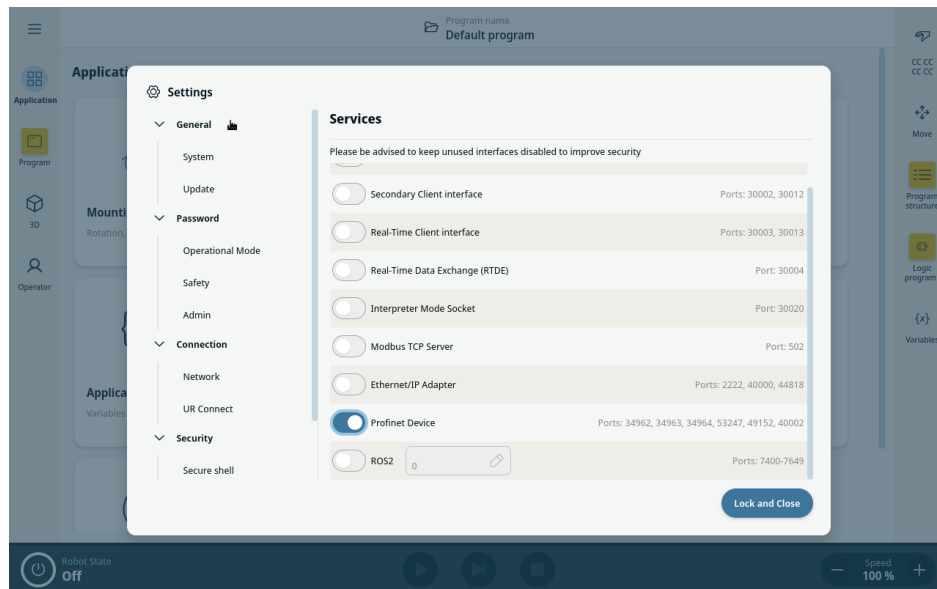 Program name
Default program
Applicati
Application
Program
3D
Operator
Mounti
Rotation,
Applica
Variables
Settings
General
System
Update
Password
Operational Mode
Safety
Admin
Connection
Network
UR Connect
Security
Secure shell
Services
Please be advised to keep unused interfaces disabled to improve security
Secondary Client interface Ports: 30002, 30012
Real-Time Client interface Ports: 30003, 30013
Real-Time Data Exchange (RTDE) Port: 30004
Interpreter Mode Socket Port: 30020
Modbus TCP Server Port: 502
Ethernet/IP Adapter Ports: 2222, 40000, 44818
Profinet Device Ports: 34962, 34963, 34964, 53247, 49152, 40002
ROS2 0 Ports: 7400-7649
Lock and Close
CC CC
CC CC
Move
Program
structure
Logic
program
{x}
Variables
Robot State
Off
Speed
100 %